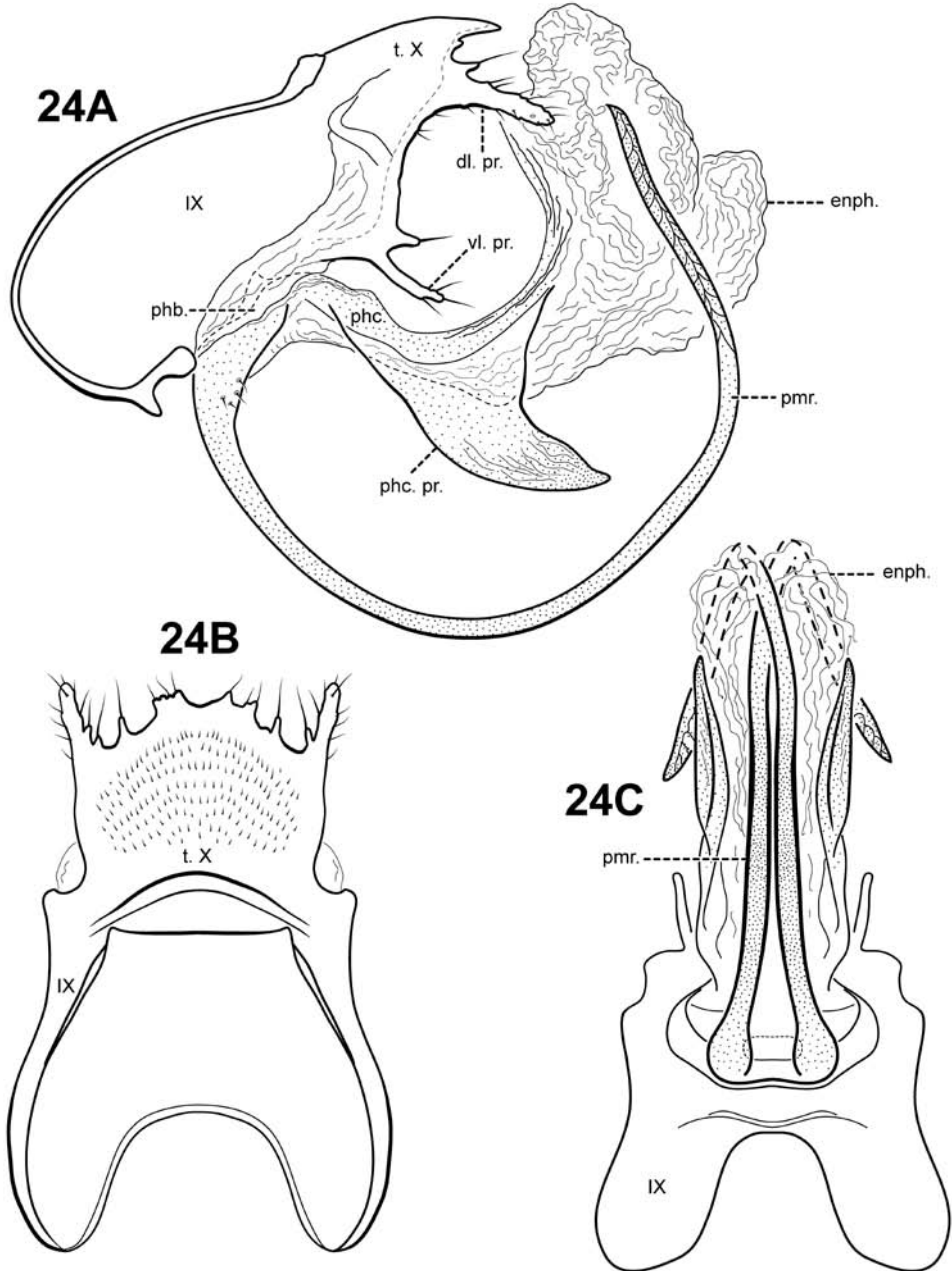 24A
t. X
IX
dl. pr.
enph.
vl. pr.
phb.
phc.
pmr.
phc. pr.
24B
t. X
IX
enph.
24C
pmr.
IX